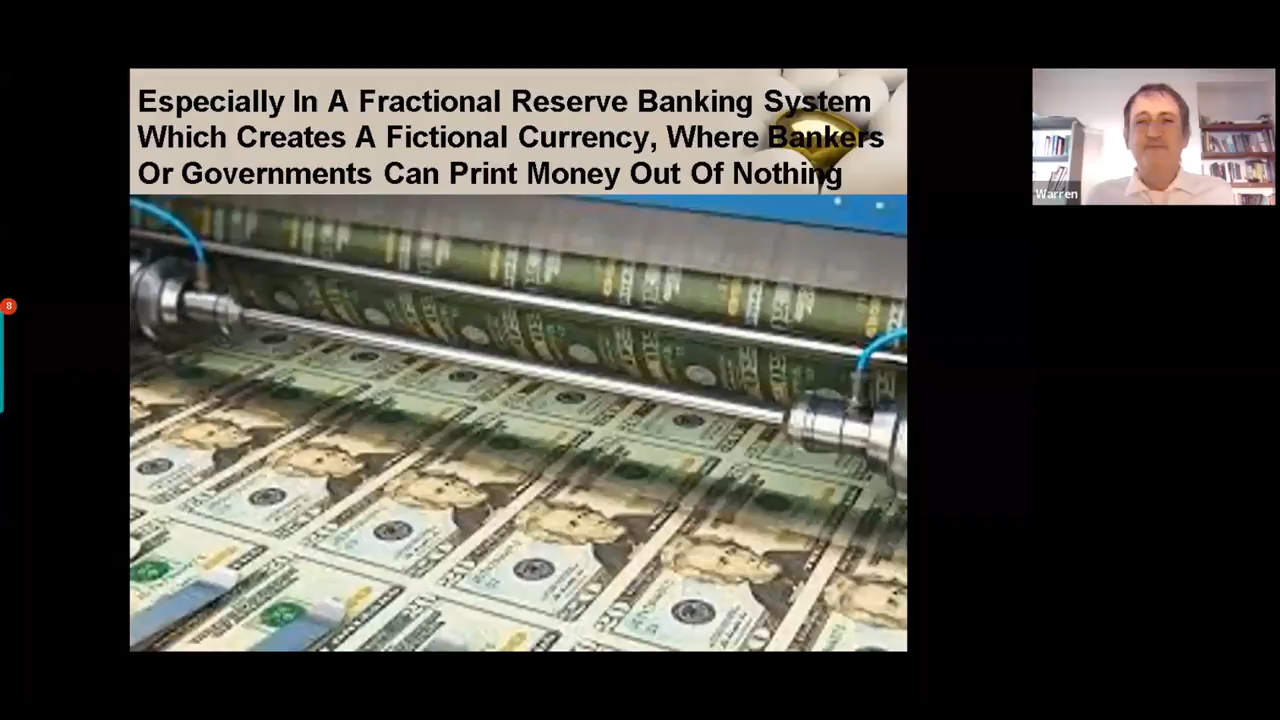 Especially In A Fractional Reserve Banking System
Which Creates A Fictional Currency, Where Bankers
Or Governments Can Print Money Out Of Nothing
Warren
8